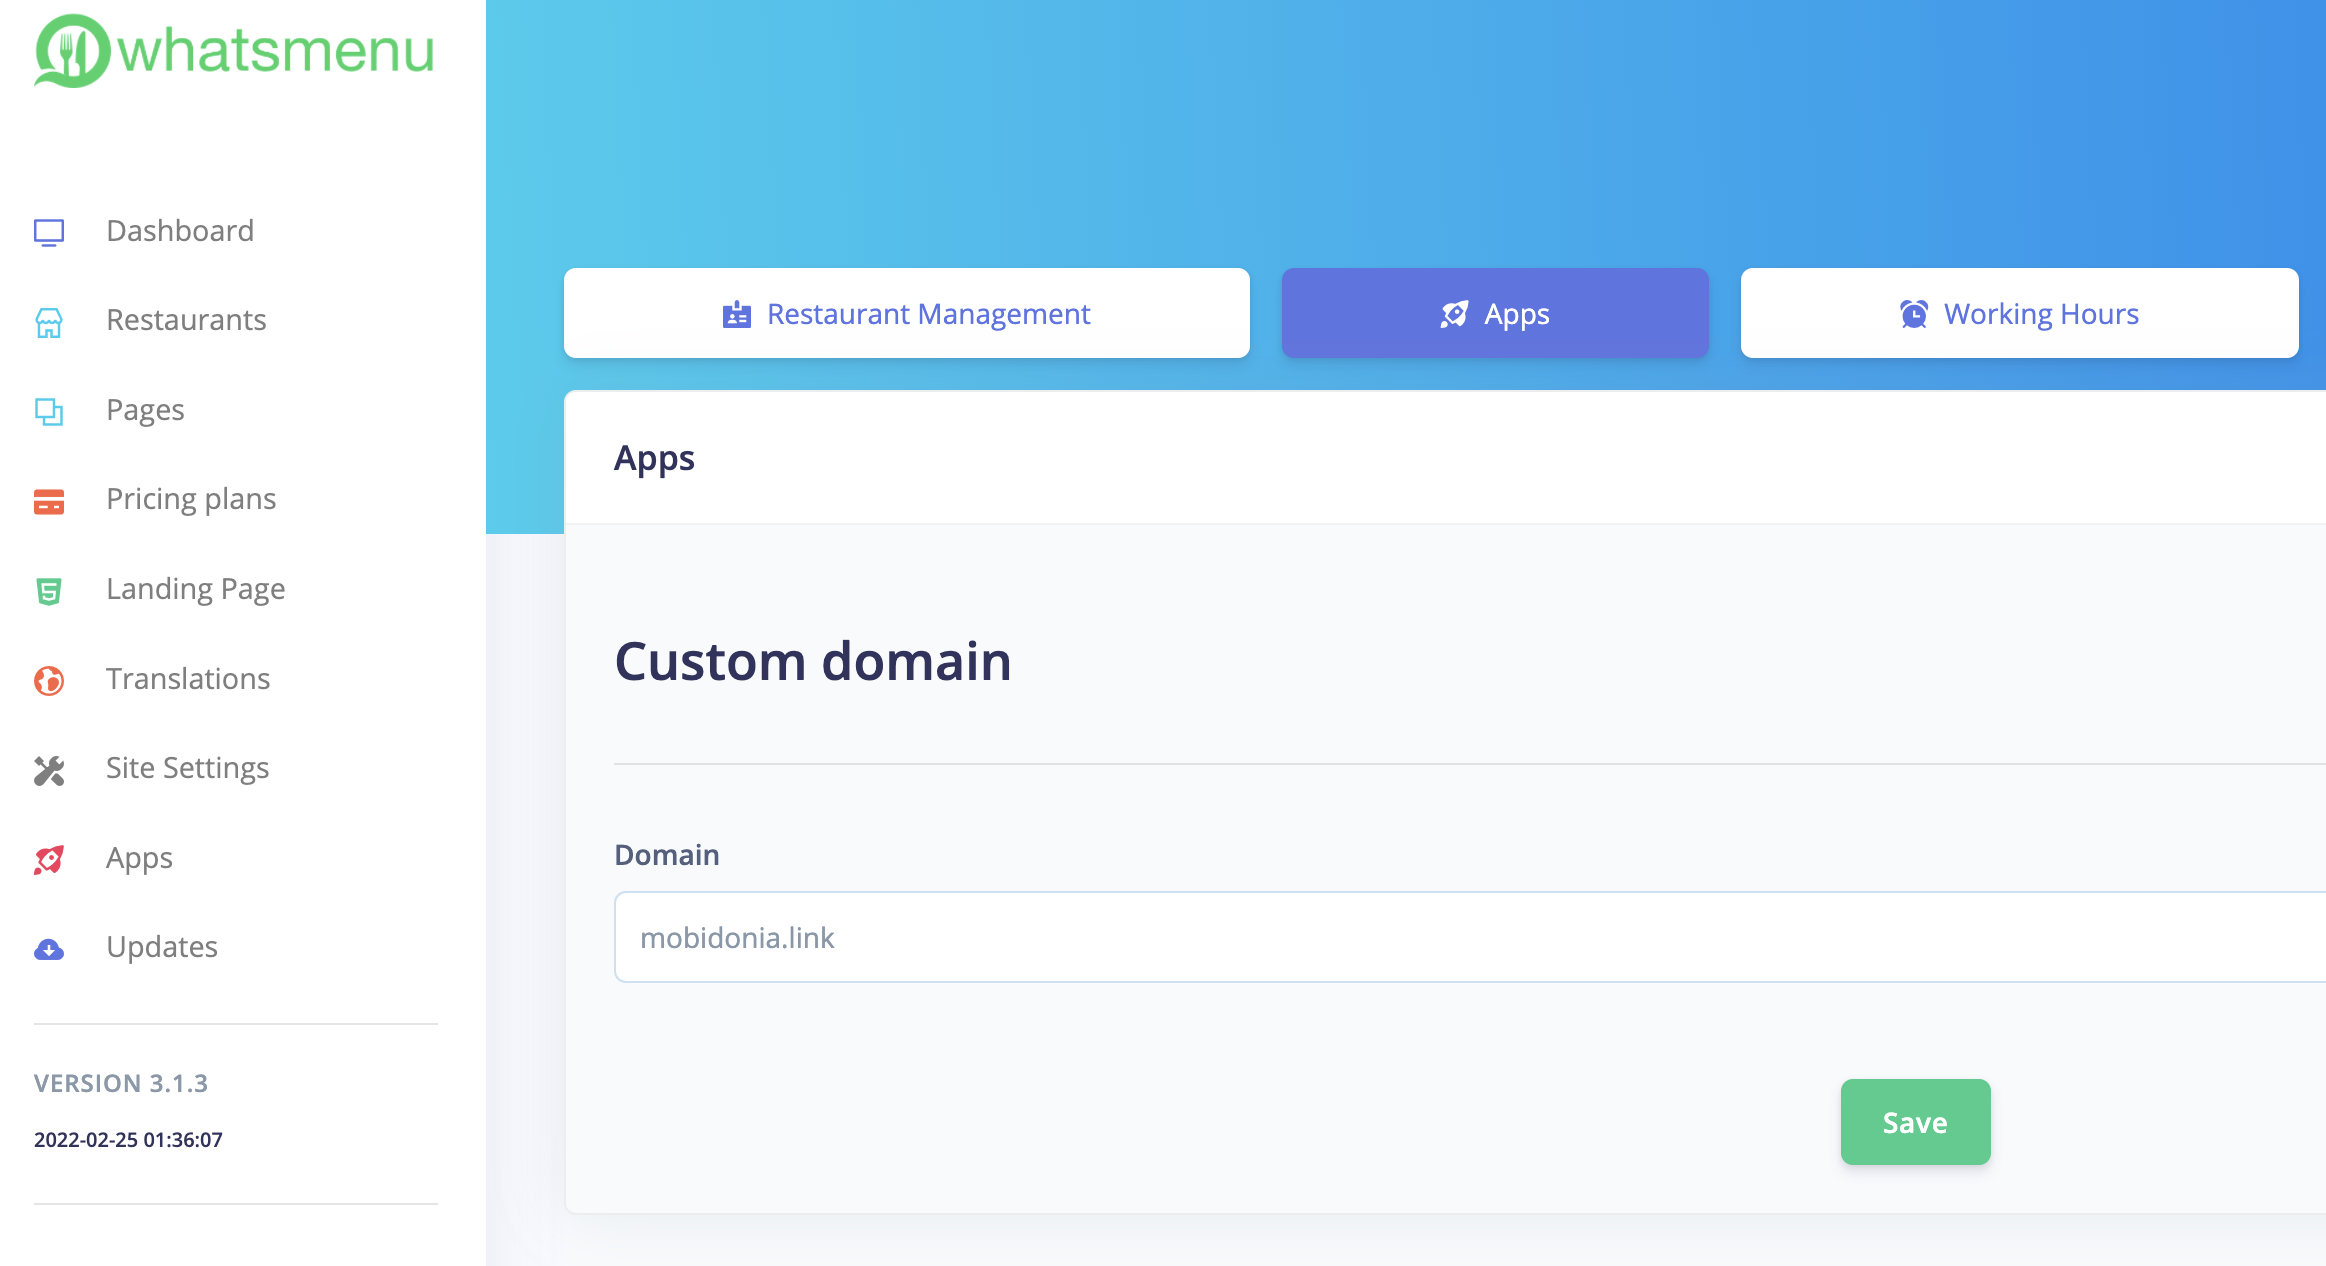 whatsmenu
Dashboard
Restaurants
Pages
Pricing plans
Landing Page
Translations
Site Settings
Apps
Updates
VERSION 3.1.3
2022-02-25 01:36:07
Restaurant Management
Apps
Working Hours
Apps
Custom domain
Domain
mobidonia.link
Save